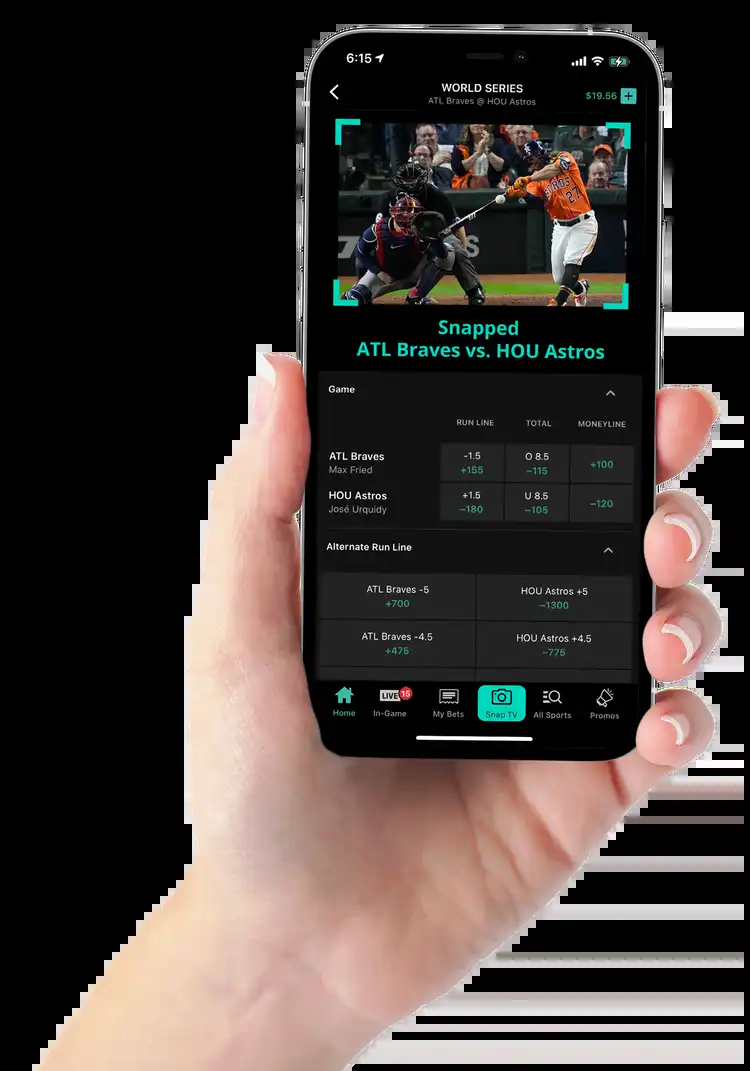 6:15
WORLD SERIES
ATL Braves @ HOU Astros
$19.56 +
27
Snapped
ATL Braves vs. HOU Astros
Game
RUN LINE TOTAL MONEYLINE
ATL Braves -1.5 O 8.5 +100
Max Fried +155 −115
HOU Astros +1.5 U 8.5 −120
José Urquidy −180 −105
Alternate Run Line
ATL Braves -5 HOU Astros +5
+700 −1300
ATL Braves -4.5 HOU Astros +4.5
+475 −775
LIVE 15
Home In-Game My Bets Snap TV All Sports Promos